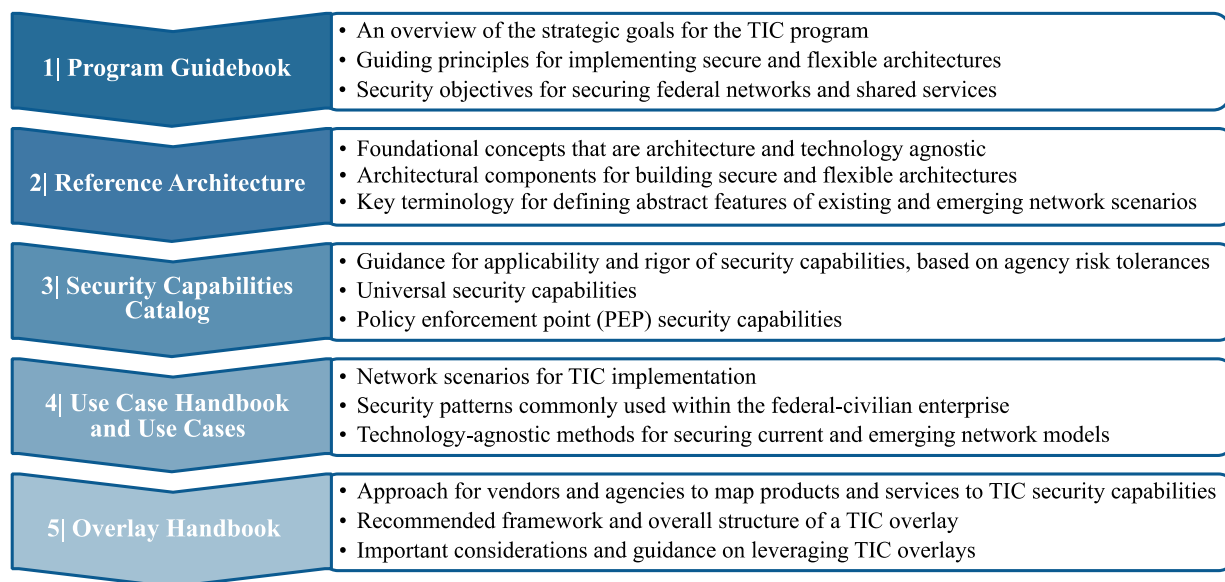 1| Program Guidebook
• An overview of the strategic goals for the TIC program
• Guiding principles for implementing secure and flexible architectures
• Security objectives for securing federal networks and shared services
2| Reference Architecture
• Foundational concepts that are architecture and technology agnostic
• Architectural components for building secure and flexible architectures
• Key terminology for defining abstract features of existing and emerging network scenarios
3| Security Capabilities
Catalog
• Guidance for applicability and rigor of security capabilities, based on agency risk tolerances
• Universal security capabilities
• Policy enforcement point (PEP) security capabilities
4| Use Case Handbook
and Use Cases
• Network scenarios for TIC implementation
• Security patterns commonly used within the federal-civilian enterprise
• Technology-agnostic methods for securing current and emerging network models
5| Overlay Handbook
• Approach for vendors and agencies to map products and services to TIC security capabilities
• Recommended framework and overall structure of a TIC overlay
• Important considerations and guidance on leveraging TIC overlays